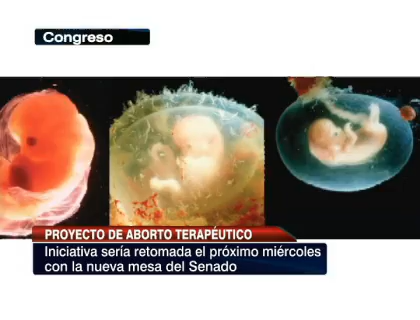 Congreso
PROYECTO DE ABORTO TERAPÉUTICO
Iniciativa sería retomada el próximo miércoles
con la nueva mesa del Senado